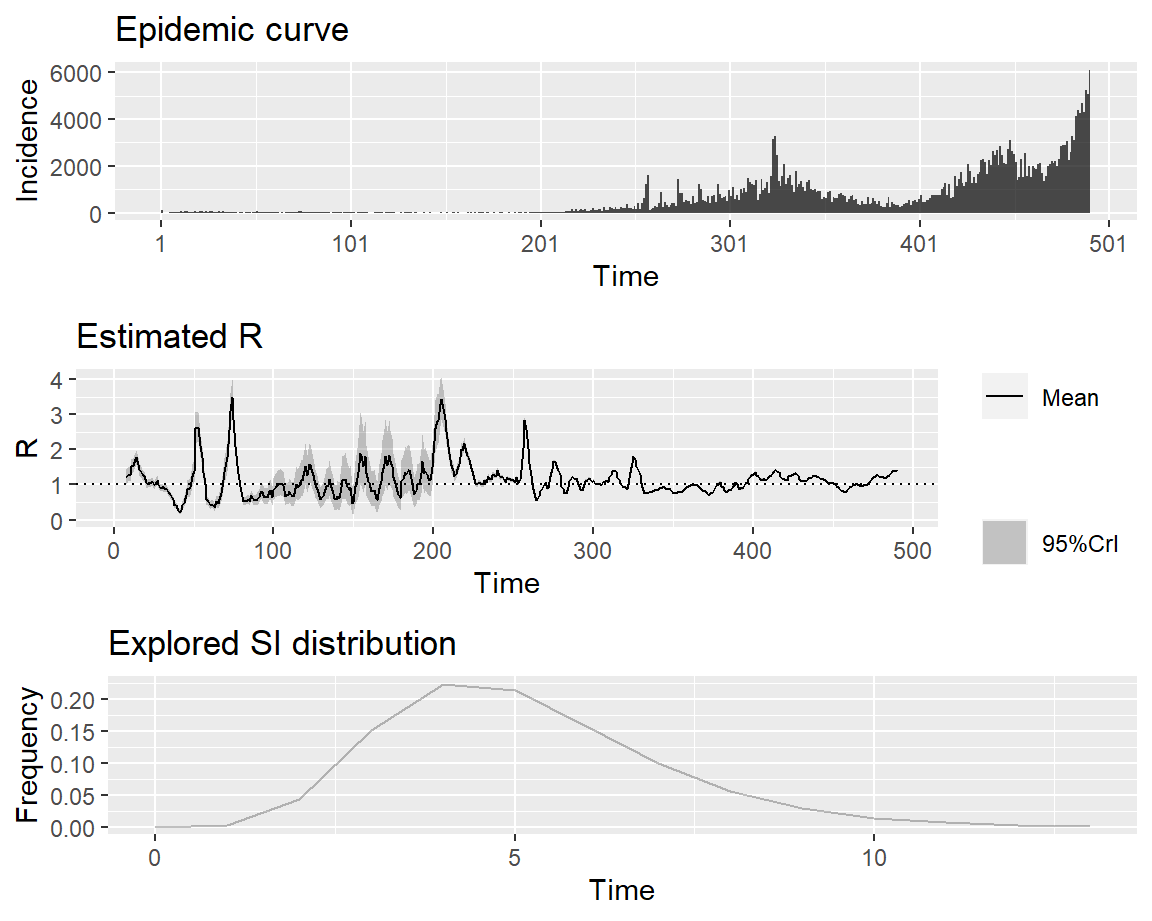 Epidemic curve
Incidence
6000
4000
2000
0
1 101 201 301 401 501
Time
Estimated R
R
4
3
2
1
0
0 100 200 300 400 500
Time
Mean
95%CrI
Explored SI distribution
Frequency
0.20
0.15
0.10
0.05
0.00
0 5 10
Time